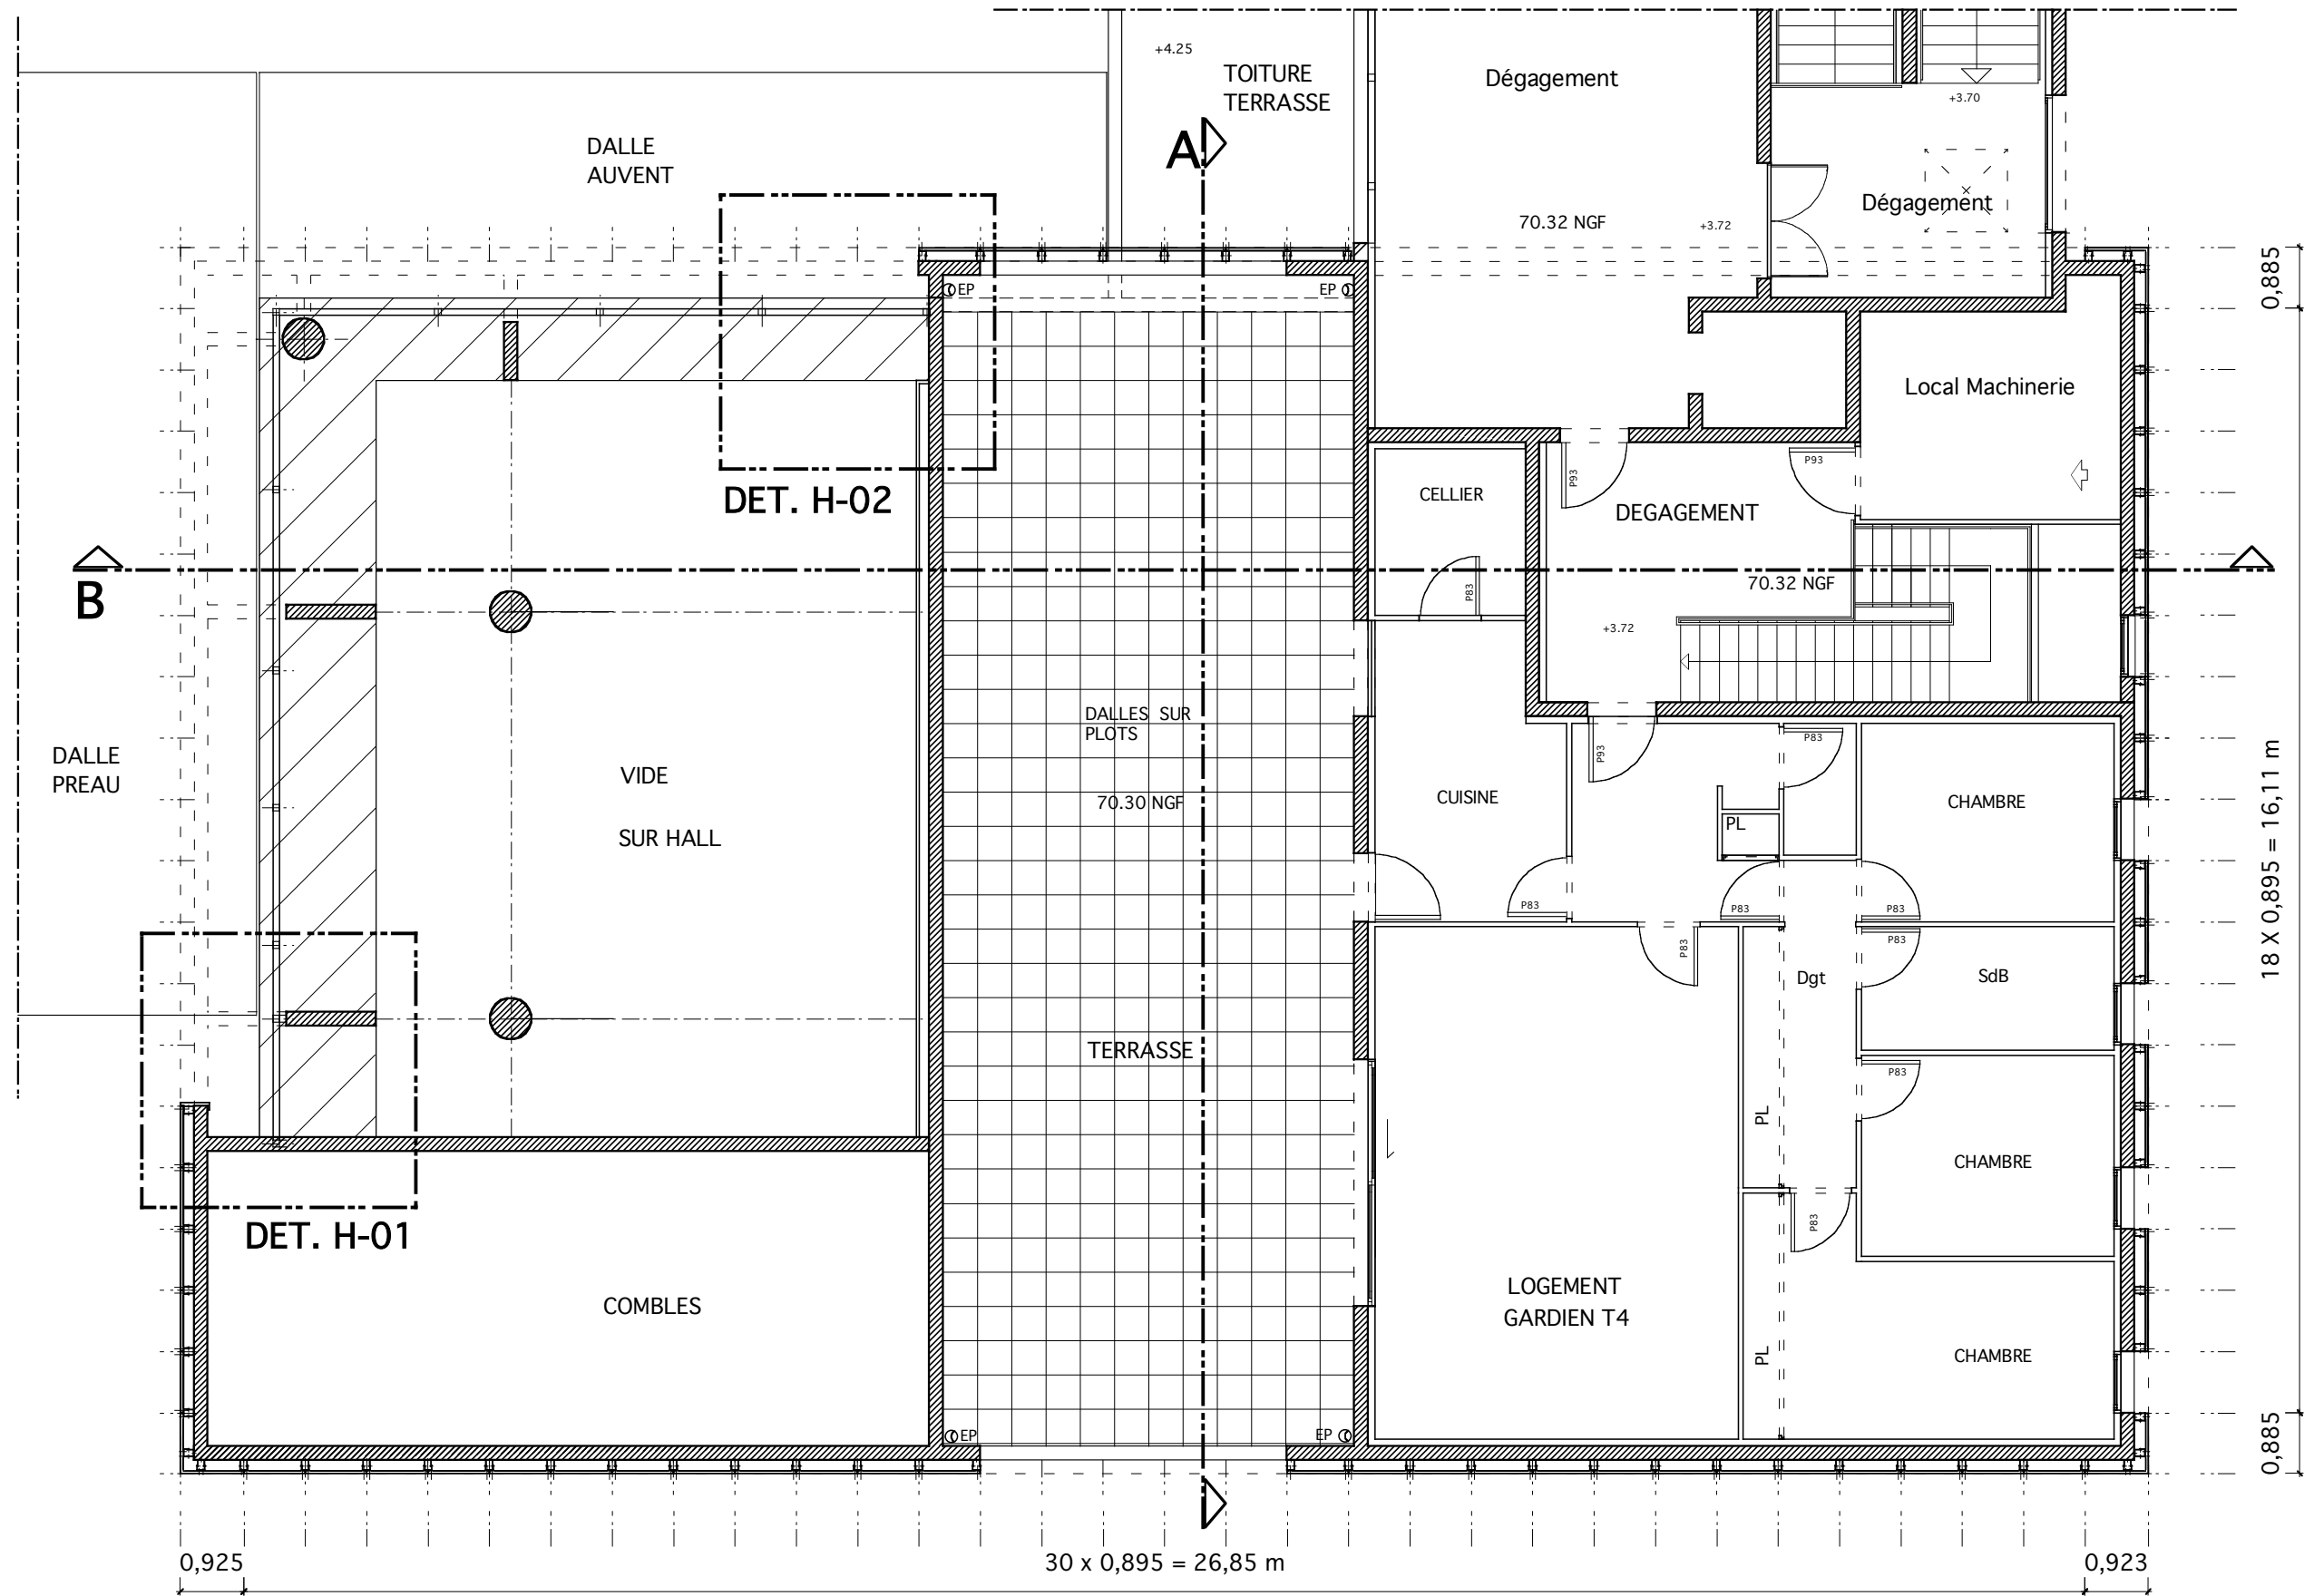 +4.25
TOITURE
TERRASSE
Dégagement
+3.70
DALLE
AUVENT
A
Dégagement
70.32 NGF
+3.72
0,885
EP
EP
Local Machinerie
CELLIER
P93
P93
DET. H-02
DEGAGEMENT
B
P83
70.32 NGF
+3.72
DALLES SUR
PLOTS
DALLE
PREAU
VIDE
SUR HALL
70.30 NGF
CUISINE
P93
P83
PL
CHAMBRE
18 X 0,895 = 16,11 m
P83
P83
P83
P83
P83
Dgt
SdB
TERRASSE
P83
PL
CHAMBRE
DET. H-01
P83
COMBLES
LOGEMENT
GARDIEN T4
PL
CHAMBRE
EP
EP
0,885
0,925
30 x 0,895 = 26,85 m
0,923